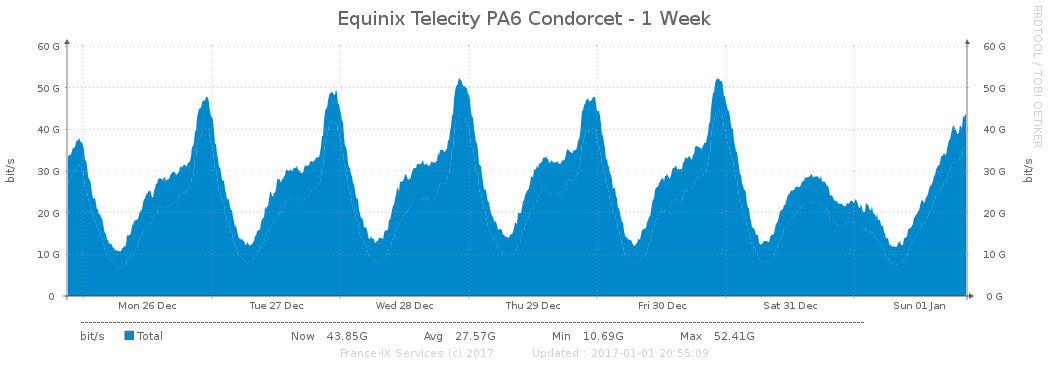 Equinix Telecity PA6 Condorcet - 1 Week
RRDTOOL / TOBI OETIKER
60 G 60 G
50 G 50 G
40 G 40 G
30 G 30 G
20 G 20 G
10 G 10 G
0 0 G
bit/s bit/s
Mon 26 Dec Tue 27 Dec Wed 28 Dec Thu 29 Dec Fri 30 Dec Sat 31 Dec Sun 01 Jan
bit/s Total Now 43.85G Avg 27.57G Min 10.69G Max 52.41G
France-IX Services (c) 2017 Updated : 2017-01-01 20:55:09